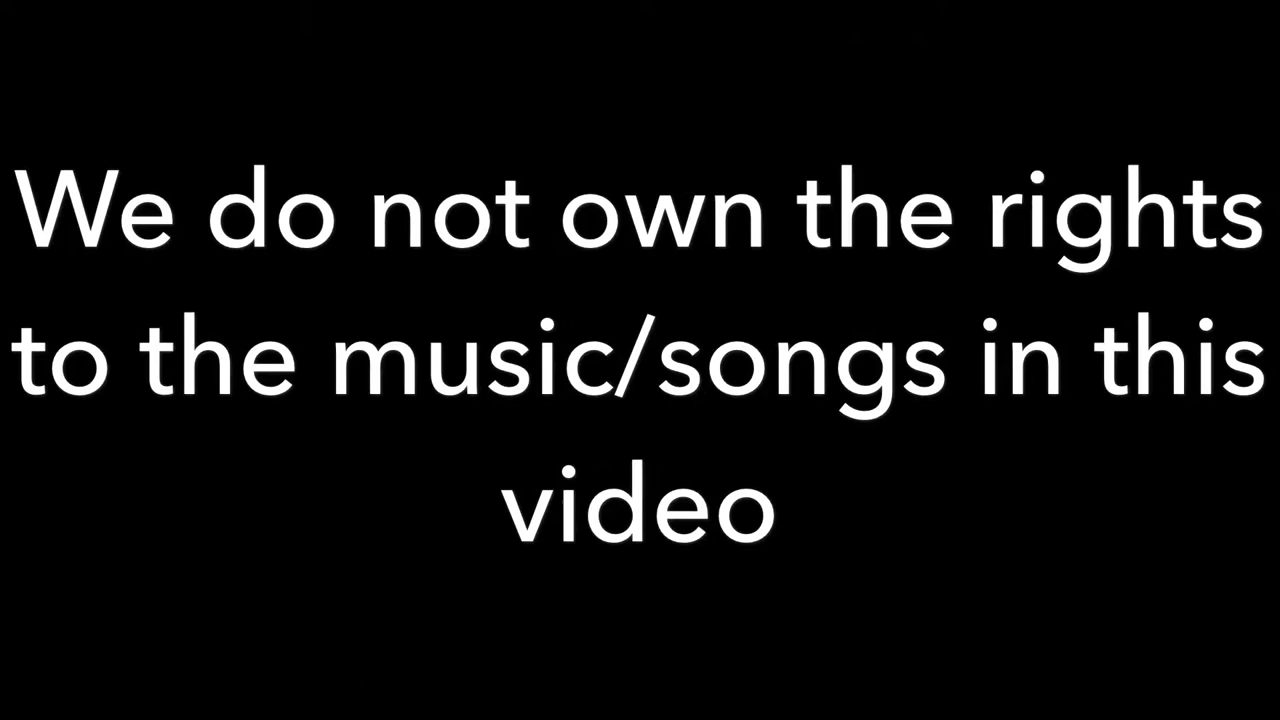 We do not own the rights
to the music/songs in this
video